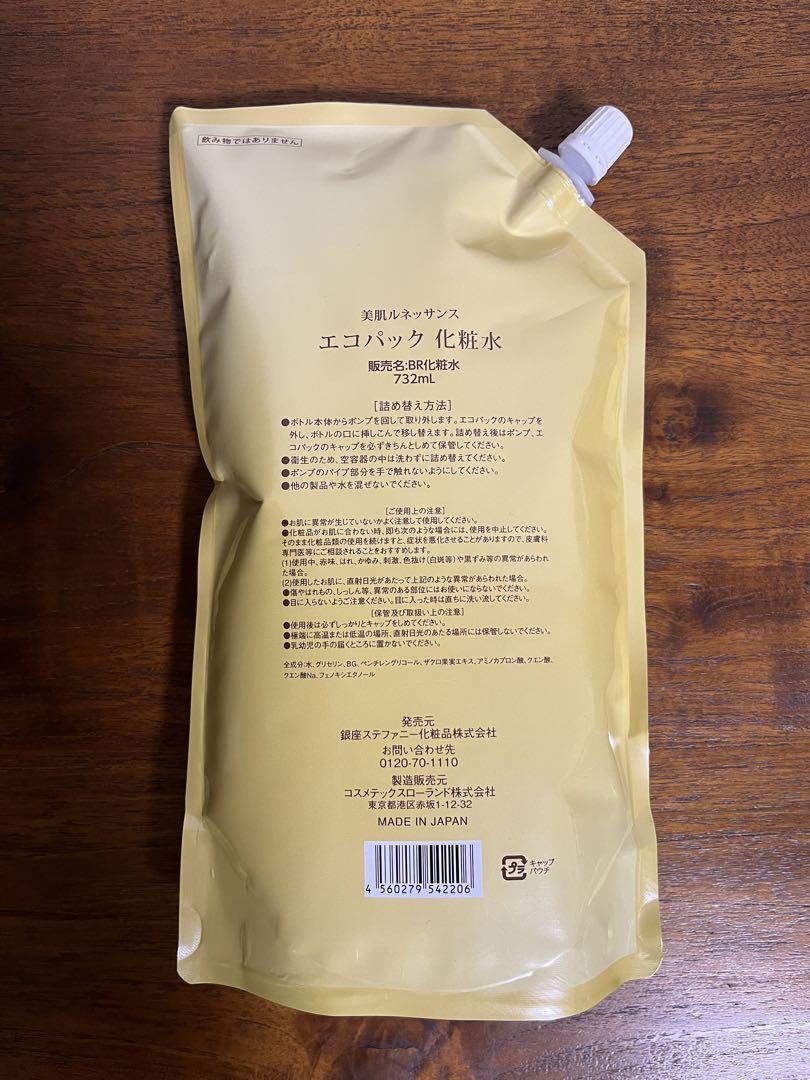 飲み物ではありません
美肌ルネッサンス
エコパック 化粧水
販売名:BR化粧水
732mL
[詰め替え方法]
●ボトル本体からポンプを回して取り外します。エコパックのキャップを
外し、ボトルの口に挿しこんで移し替えます。詰め替え後はポンプ、エ
コパックのキャップを必ずきちんとしめて保管してください。
●衛生のため、空容器の中は洗わずに詰め替えてください。
●ポンプのパイプ部分を手で触れないようにしてください。
●他の製品や水を混ぜないでください。
[ご使用上の注意]
●お肌に異常が生じていないかよく注意して使用してください。
●化粧品がお肌に合わない時、即ち次のような場合には、使用を中止してください。
そのまま化粧品類の使用を続けますと、症状を悪化させることがありますので、皮膚科
専門医等にご相談されることをおすすめします。
(1)使用中、赤味、はれ、かゆみ、刺激、色抜け(白斑等)や黒ずみ等の異常があらわれ
た場合。
(2)使用したお肌に、直射日光があたって上記のような異常があらわれた場合。
●傷やはれもの、しっしん等、異常のある部位にはお使いにならないでください。
●目に入らないようご注意ください。目に入った時は直ちに洗い流してください。
[保管及び取扱い上の注意]
●使用後は必ずしっかりとキャップをしめてください。
●極端に高温または低温の場所、直射日光のあたる場所には保管しないでください。
●乳幼児の手の届くところに置かないでください。
全成分:水、グリセリン、BG、ペンチレングリコール、ザクロ果実エキス、アミノカプロン酸、クエン酸、
クエン酸Na、フェノキシエタノール
発売元
銀座ステファニー化粧品株式会社
お問い合わせ先
0120-70-1110
製造販売元
コスメテックスローランド株式会社
東京都港区赤坂1-12-32
MADE IN JAPAN
4 560279 542206
プラ
キャップ
パウチ